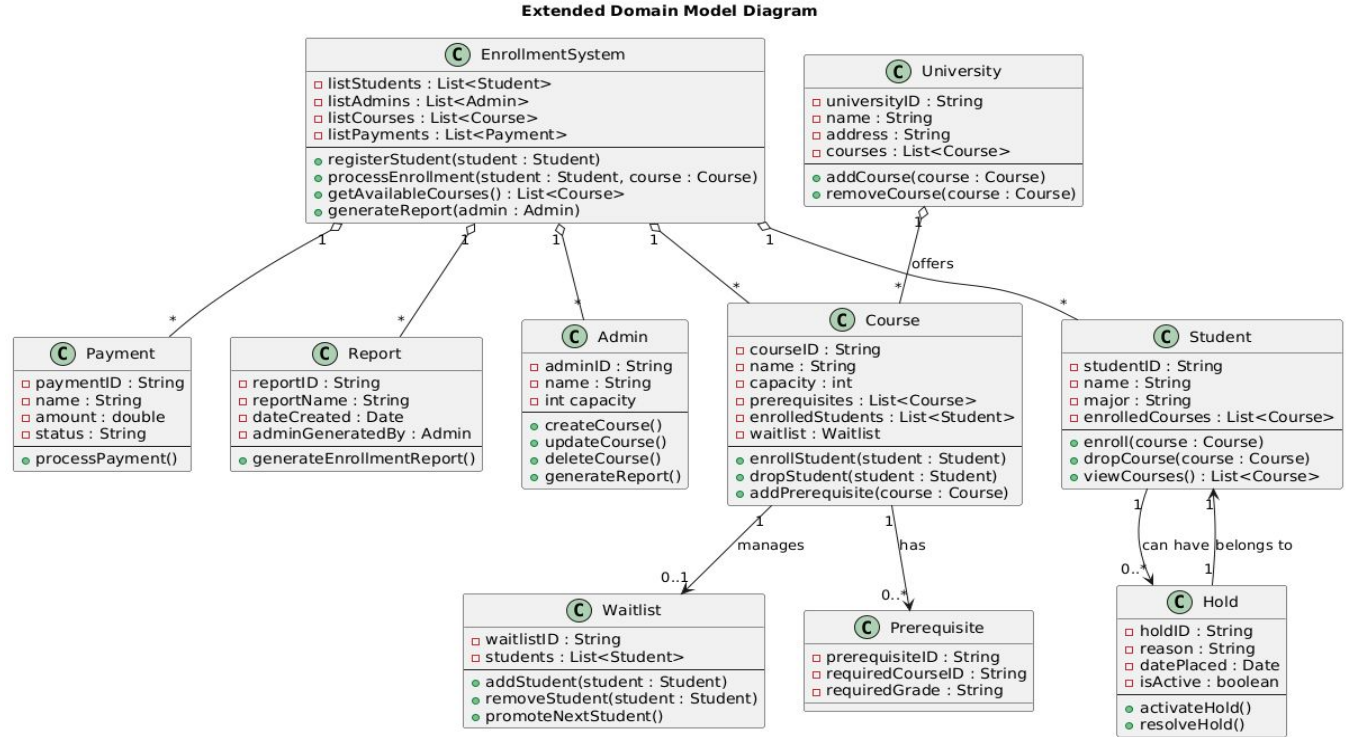 Extended Domain Model Diagram
C EnrollmentSystem
listStudents : List<Student>
listAdmins : List<Admin>
listCourses : List<Course>
listPayments : List<Payment>
registerStudent(student : Student)
processEnrollment(student : Student, course : Course)
getAvailableCourses() : List<Course>
generateReport(admin : Admin)
C University
universityID : String
name : String
address : String
courses : List<Course>
addCourse(course : Course)
removeCourse(course : Course)
1
1
1
1
1
1
offers
*
*
*
*
*
*
C Payment
paymentID : String
name : String
amount : double
status : String
processPayment()
C Report
reportID : String
reportName : String
dateCreated : Date
adminGeneratedBy : Admin
generateEnrollmentReport()
C Admin
adminID : String
name : String
int capacity
createCourse()
updateCourse()
deleteCourse()
generateReport()
C Course
courseID : String
name : String
capacity : int
prerequisites : List<Course>
enrolledStudents : List<Student>
waitlist : Waitlist
enrollStudent(student : Student)
dropStudent(student : Student)
addPrerequisite(course : Course)
C Student
studentID : String
name : String
major : String
enrolledCourses : List<Course>
enroll(course : Course)
dropCourse(course : Course)
viewCourses() : List<Course>
1
manages
0..1
1
has
0..*
1
can have
0..*
1
belongs to
1
C Waitlist
waitlistID : String
students : List<Student>
addStudent(student : Student)
removeStudent(student : Student)
promoteNextStudent()
C Prerequisite
prerequisiteID : String
requiredCourseID : String
requiredGrade : String
C Hold
holdID : String
reason : String
datePlaced : Date
isActive : boolean
activateHold()
resolveHold()